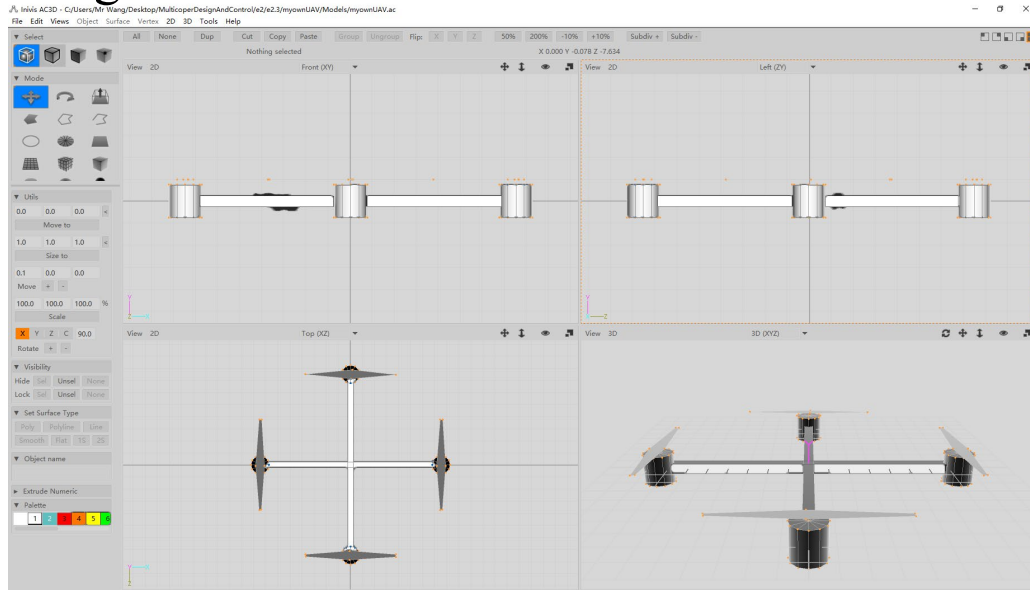 Inivis AC3D - C:/Users/Mr Wang/Desktop/MulticoperDesignAndControl/e2/e2.3/myownUAV/Models/myownUAV.ac
File Edit Views Object Surface Vertex 2D 3D Tools Help
Select
All None Dup Cut Copy Paste Group Ungroup Flip: X Y Z 50% 200% -10% +10% Subdiv + Subdiv -
Nothing selected
X 0.000 Y -0.078 Z -7.634
View 2D Front (XY)
View 2D Left (ZY)
Mode
Utils
0.0 0.0 0.0
Move to
1.0 1.0 1.0
Size to
0.1 0.0 0.0
Move + -
100.0 100.0 100.0 %
Scale
X Y Z C 90.0
Rotate + -
View 2D Top (XZ)
View 3D 3D (XYZ)
Visibility
Hide Sel Unsel None
Lock Sel Unsel None
Set Surface Type
Poly Polyline Line
Smooth Flat 1S 2S
Object name
Extrude Numeric
Palette
1 2 3 4 5 6